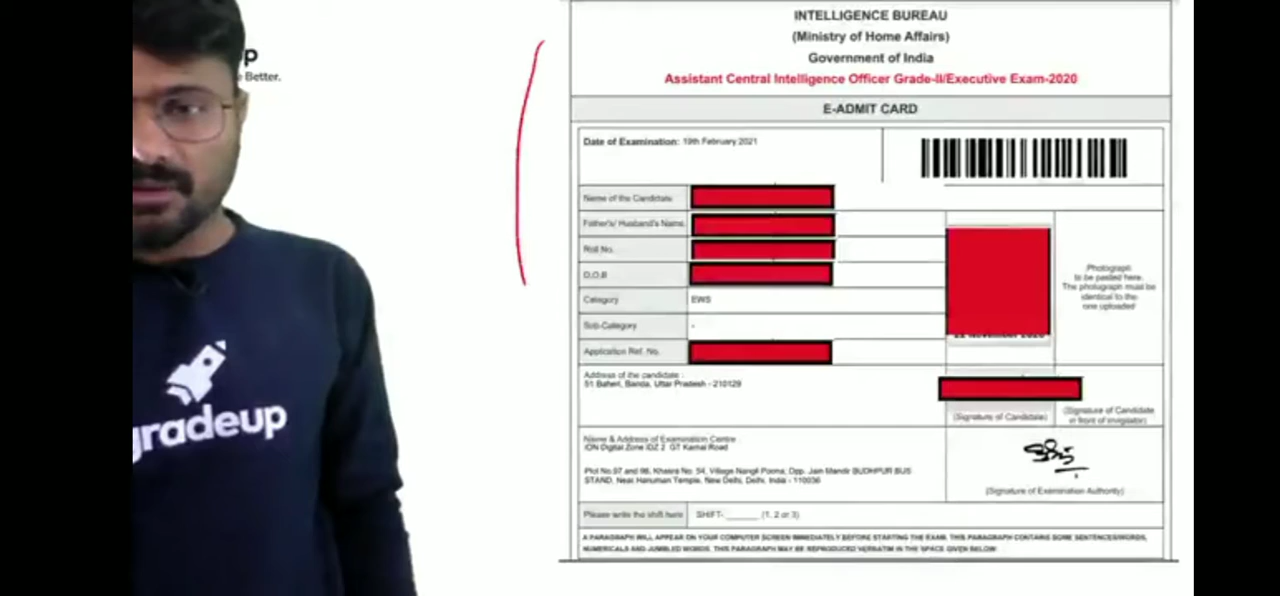 p
Better.
gradeup
INTELLIGENCE BUREAU
(Ministry of Home Affairs)
Government of India
Assistant Central Intelligence Officer Grade-II/Executive Exam-2020
E-ADMIT CARD
Date of Examination: 19th February 2021
Name of the Candidate
Father's/ Husband's Name
Roll No.
D.O.B
Category EWS
Sub-Category -
Application Ref. No.
Photograph
to be pasted here.
The photograph must be
identical to the
one uploaded
Address of the candidate :
51 Baheri, Banda, Uttar Pradesh - 210129
(Signature of Candidate)
(Signature of Candidate
in front of invigilator)
Name & Address of Examination Centre
iON Digital Zone iDZ 2 GT Karnal Road
Plot No.97 and 98, Khasra No. 54, Village Nangli Poona, Opp. Jain Mandir BUDHPUR BUS
STAND, Near Hanuman Temple, New Delhi, Delhi, India - 110036
(Signature of Examination Authority)
Please write the shift here SHIFT-______ (1, 2 or 3)
A PARAGRAPH WILL APPEAR ON YOUR COMPUTER SCREEN IMMEDIATELY BEFORE STARTING THE EXAM. THIS PARAGRAPH CONTAINS SOME SENTENCES/WORDS,
NUMERICALS AND JUMBLED WORDS. THIS PARAGRAPH MAY BE REPRODUCED VERBATIM IN THE SPACE GIVEN BELOW